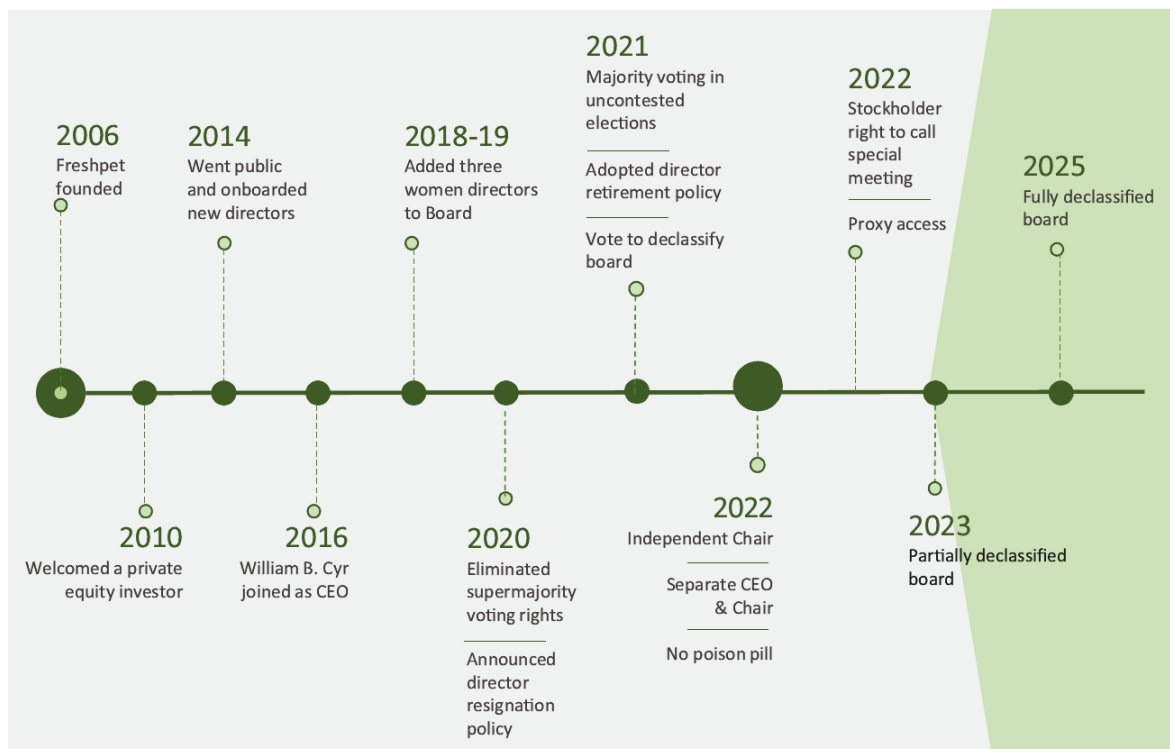 2006
Freshpet
founded
2010
Welcomed a private
equity investor
2014
Went public
and onboarded
new directors
2016
William B. Cyr
joined as CEO
2018-19
Added three
women directors
to Board
2020
Eliminated
supermajority
voting rights
Announced
director
resignation
policy
2021
Majority voting in
uncontested
elections
Adopted director
retirement policy
Vote to declassify
board
2022
Independent Chair
Separate CEO
& Chair
No poison pill
2022
Stockholder
right to call
special
meeting
Proxy access
2023
Partially declassified
board
2025
Fully declassified
board